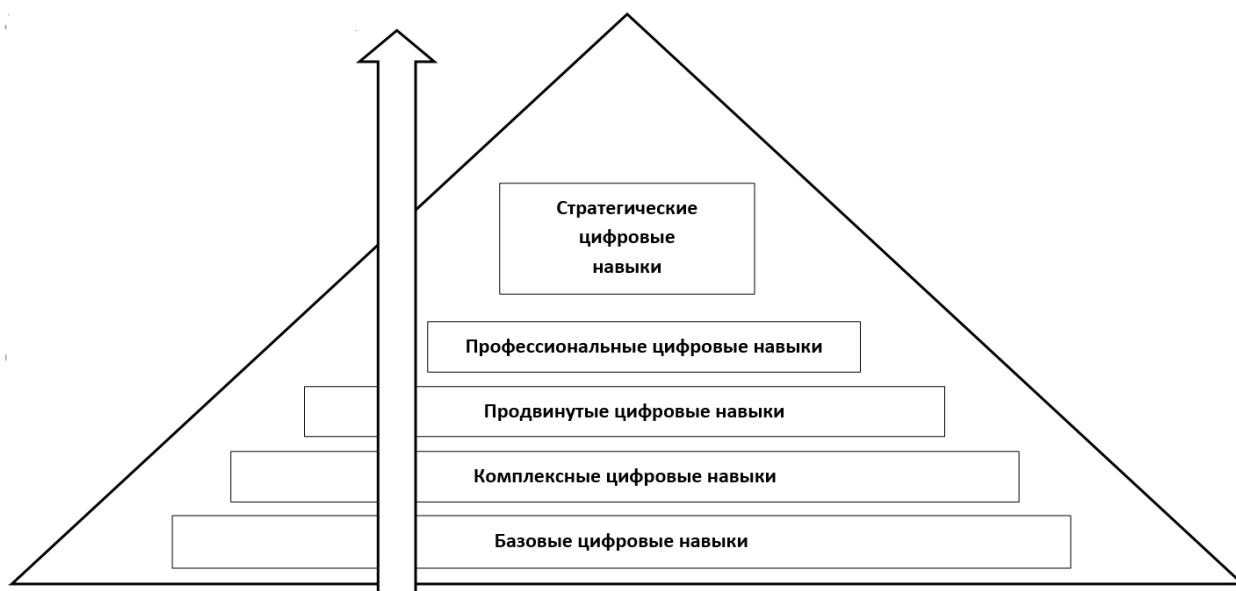 Стратегические
цифровые
навыки
Профессиональные цифровые навыки
Продвинутые цифровые навыки
Комплексные цифровые навыки
Базовые цифровые навыки